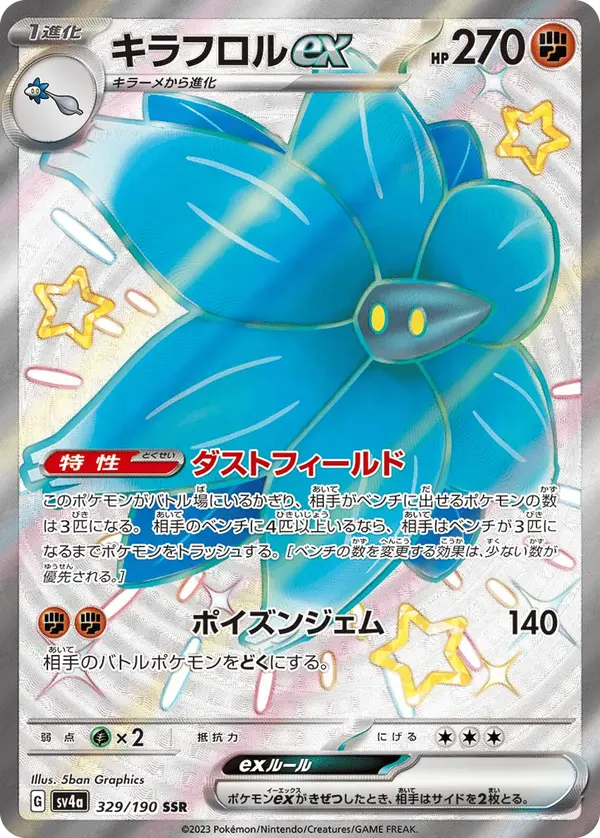 1進化
キラフロルex
HP 270
キラーメから進化
特性
とくせい
ダストフィールド
このポケモンがバトル場にいるかぎり、相手がベンチに出せるポケモンの数
は3匹になる。相手のベンチに4匹以上いるなら、相手はベンチが3匹に
なるまでポケモンをトラッシュする。[ベンチの数を変更する効果は、少ない数が
優先される。]
ポイズンジェム 140
相手のバトルポケモンをどくにする。
弱点 ×2 抵抗力 にげる
exルール
ポケモンexがきぜつしたとき、相手はサイドを2枚とる。
Illus. 5ban Graphics
G sv4a 329/190 SSR
©2023 Pokémon/Nintendo/Creatures/GAME FREAK.